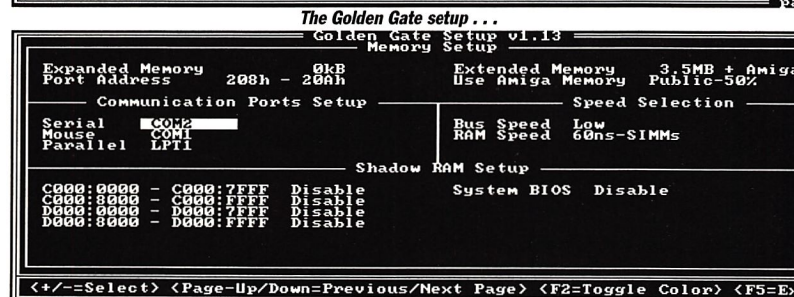 The Golden Gate setup . . .
Golden Gate Setup v1.13
Memory Setup
Expanded Memory 0kB Extended Memory 3.5MB + Amiga
Port Address 208h - 20Ah Use Amiga Memory Public-50%
Communication Ports Setup Speed Selection
Serial COM2 Bus Speed Low
Mouse COM1 RAM Speed 60ns-SIMMs
Parallel LPT1
Shadow RAM Setup
C000:0000 - C000:7FFF Disable System BIOS Disable
C000:8000 - C000:FFFF Disable
D000:0000 - D000:7FFF Disable
D000:8000 - D000:FFFF Disable
<+/-=Select> <Page-Up/Down=Previous/Next Page> <F2=Toggle Color> <F5=Ex